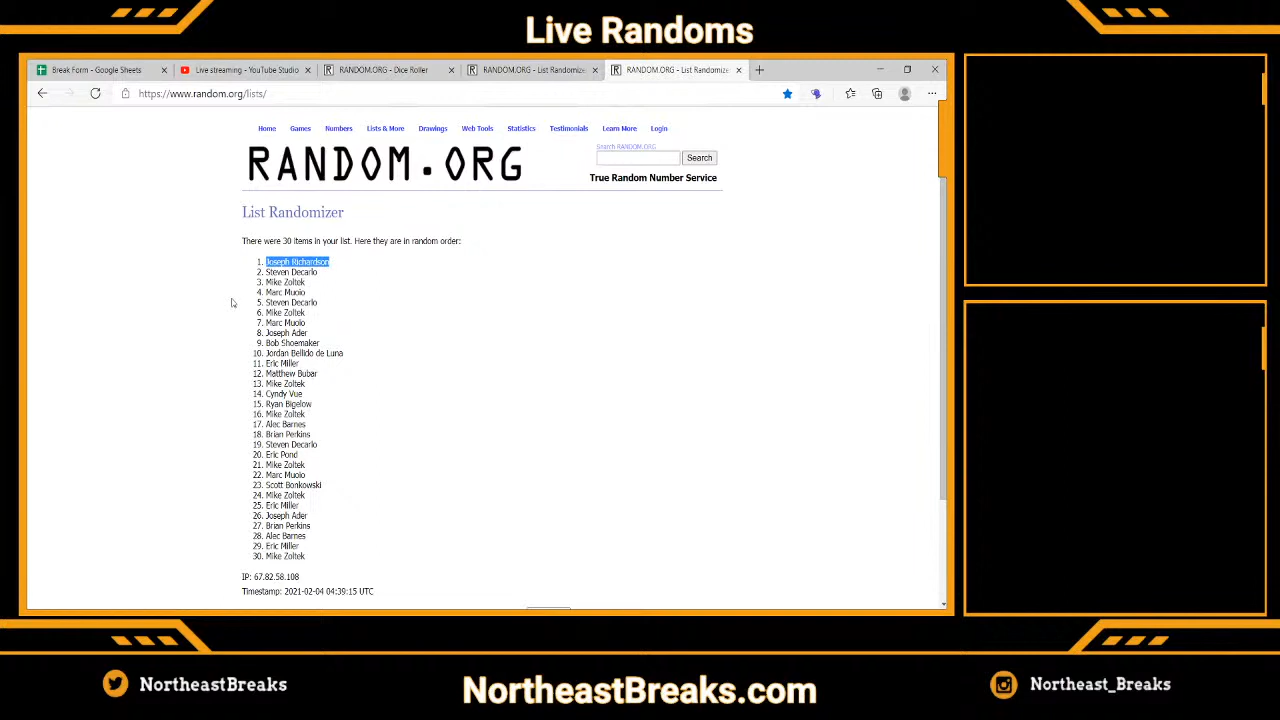 Live Randoms
Break Form - Google Sheets
Live streaming - YouTube Studio
RANDOM.ORG - Dice Roller
RANDOM.ORG - List Randomize
RANDOM.ORG - List Randomize
https://www.random.org/lists/
Home Games Numbers Lists & More Drawings Web Tools Statistics Testimonials Learn More Login
Search RANDOM.ORG
RANDOM.ORG
Search
True Random Number Service
List Randomizer
There were 30 items in your list. Here they are in random order:
1. Joseph Richardson
2. Steven Decarlo
3. Mike Zoltek
4. Marc Muoio
5. Steven Decarlo
6. Mike Zoltek
7. Marc Muoio
8. Joseph Ader
9. Bob Shoemaker
10. Jordan Bellido de Luna
11. Eric Miller
12. Matthew Bubar
13. Mike Zoltek
14. Cyndy Vue
15. Ryan Bigelow
16. Mike Zoltek
17. Alec Barnes
18. Brian Perkins
19. Steven Decarlo
20. Eric Pond
21. Mike Zoltek
22. Marc Muoio
23. Scott Bonkowski
24. Mike Zoltek
25. Eric Miller
26. Joseph Ader
27. Brian Perkins
28. Alec Barnes
29. Eric Miller
30. Mike Zoltek
IP: 67.82.58.108
Timestamp: 2021-02-04 04:39:15 UTC
NortheastBreaks
NortheastBreaks.com
Northeast_Breaks